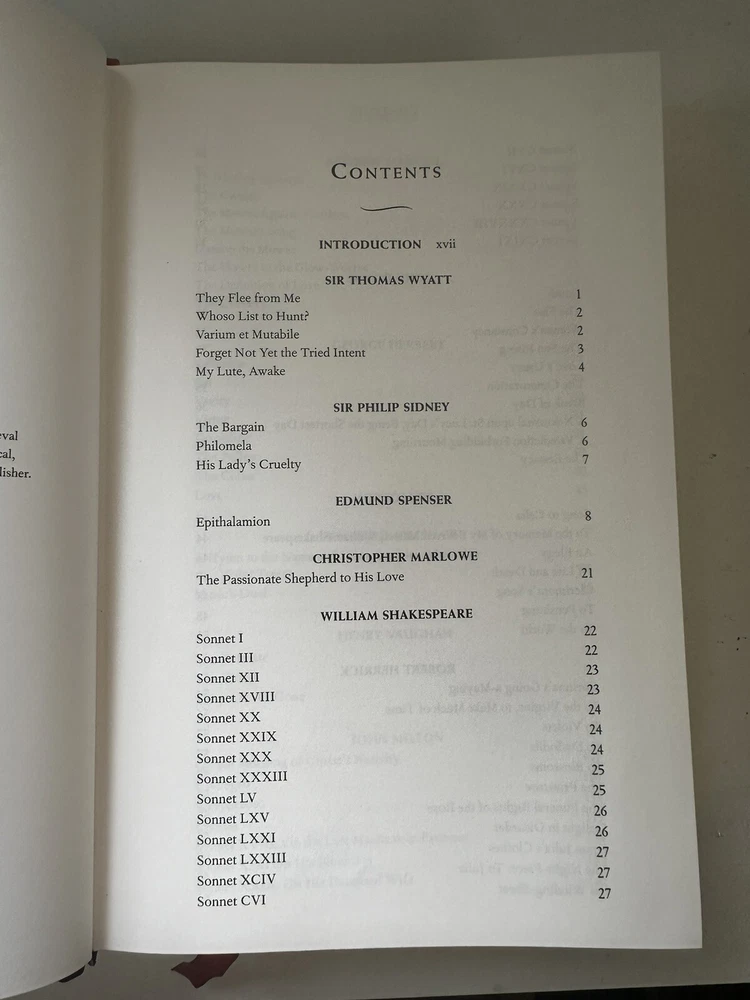 eval
cal,
lisher.
CONTENTS
INTRODUCTION xvii
SIR THOMAS WYATT
They Flee from Me 1
Whoso List to Hunt? 2
Varium et Mutabile 2
Forget Not Yet the Tried Intent 3
My Lute, Awake 4
SIR PHILIP SIDNEY
The Bargain 6
Philomela 6
His Lady's Cruelty 7
EDMUND SPENSER
Epithalamion 8
CHRISTOPHER MARLOWE
The Passionate Shepherd to His Love 21
WILLIAM SHAKESPEARE
Sonnet I 22
Sonnet III 22
Sonnet XII 23
Sonnet XVIII 23
Sonnet XX 24
Sonnet XXIX 24
Sonnet XXX 24
Sonnet XXXIII 25
Sonnet LV 25
Sonnet LXV 26
Sonnet LXXI 26
Sonnet LXXIII 27
Sonnet XCIV 27
Sonnet CVI 27